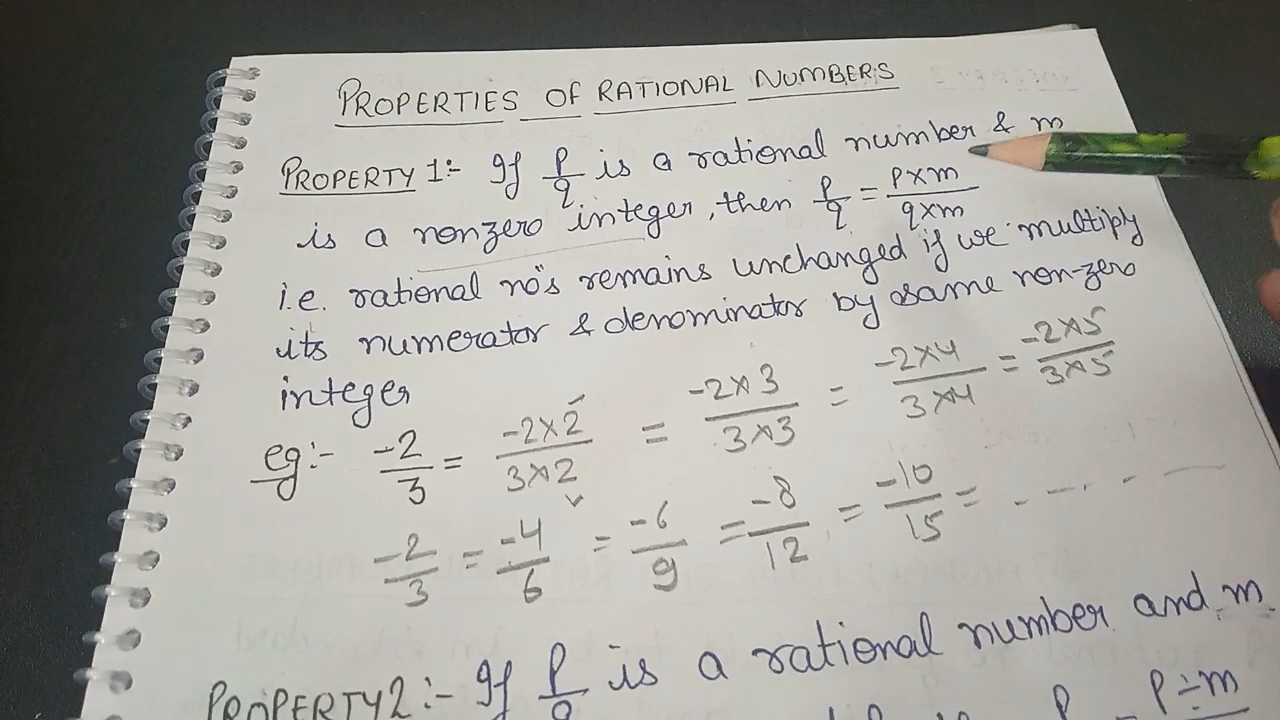 PROPERTIES OF RATIONAL NUMBERS
PROPERTY 1:- If p/q is a rational number & m
is a nonzero integer, then p/q = p×m/q×m
i.e. rational no's remains unchanged if we multiply
its numerator & denominator by same non-zero
integer
eg:- -2/3 = -2×2/3×2 = -2×3/3×3 = -2×4/3×4 = -2×5/3×5
-2/3 = -4/6 = -6/9 = -8/12 = -10/15 = - - - - -
PROPERTY 2:- If p/q is a rational number and m
p÷m